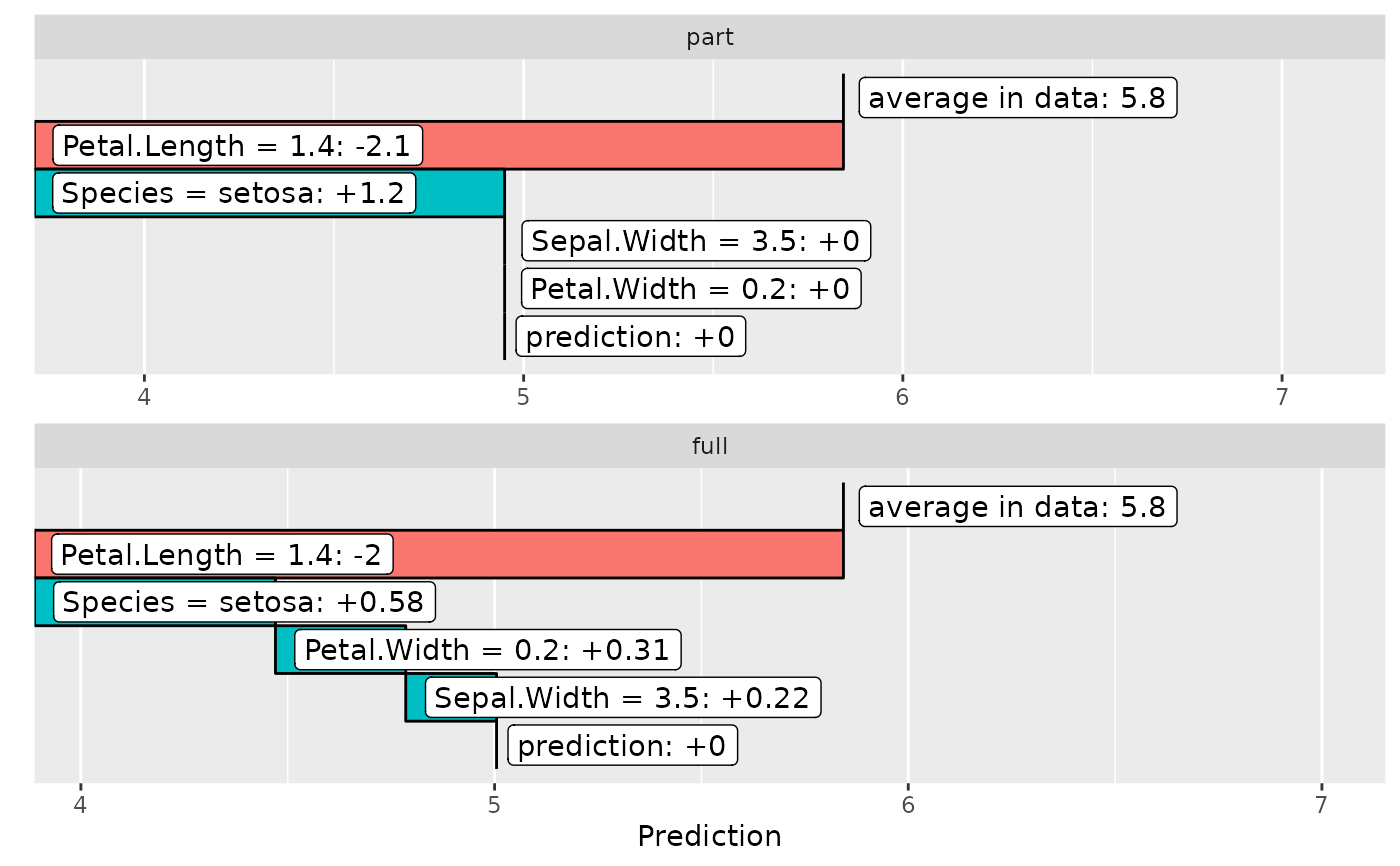 part
average in data: 5.8
Petal.Length = 1.4: -2.1
Species = setosa: +1.2
Sepal.Width = 3.5: +0
Petal.Width = 0.2: +0
prediction: +0
4 5 6 7
full
average in data: 5.8
Petal.Length = 1.4: -2
Species = setosa: +0.58
Petal.Width = 0.2: +0.31
Sepal.Width = 3.5: +0.22
prediction: +0
4 5 6 7
Prediction